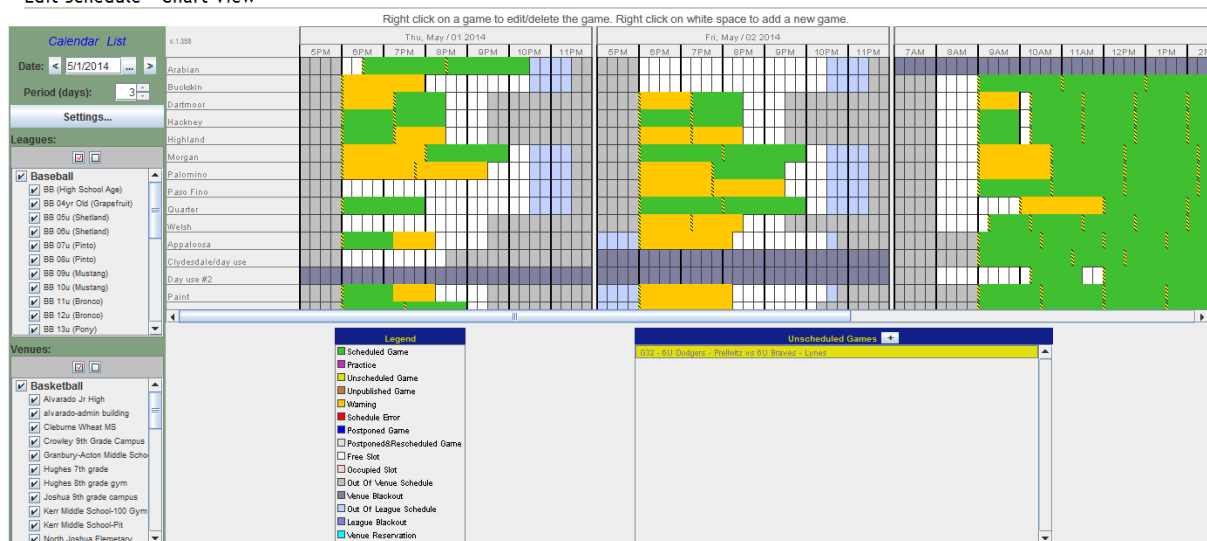 Edit Schedule - Chart View
Right click on a game to edit/delete the game. Right click on white space to add a new game.
Calendar List
Date: < 5/1/2014 ... >
Period (days): 3
Settings...
Leagues:
Baseball
BB (High School Age)
BB 04yr Old (Grapefruit)
BB 05u (Shetland)
BB 06u (Shetland)
BB 07u (Pinto)
BB 08u (Pinto)
BB 09u (Mustang)
BB 10u (Mustang)
BB 11u (Bronco)
BB 12u (Bronco)
BB 13u (Pony)
Venues:
Basketball
Alvarado Jr High
alvarado-admin building
Cleburne Wheat MS
Crowley 9th Grade Campus
Granbury-Acton Middle Scho
Hughes 7th grade
Hughes 8th grade gym
Joshua 9th grade campus
Kerr Middle School-100 Gym
Kerr Middle School-Pit
North Joshua Elemetary
v.1.356
Thu, May / 01 2014
Fri, May / 02 2014
5PM 6PM 7PM 8PM 9PM 10PM 11PM
5PM 6PM 7PM 8PM 9PM 10PM 11PM
7AM 8AM 9AM 10AM 11AM 12PM 1PM
Arabian
Buckskin
Dartmoor
Hackney
Highland
Morgan
Palomino
Paso Fino
Quarter
Welsh
Appaloosa
Clydesdale/day use
Day use #2
Paint
Legend
Scheduled Game
Practice
Unscheduled Game
Unpublished Game
Warning
Schedule Error
Postponed Game
Postponed&Rescheduled Game
Free Slot
Occupied Slot
Out Of Venue Schedule
Venue Blackout
Out Of League Schedule
League Blackout
Venue Reservation
Unscheduled Games +
G32 - 6U Dodgers - Prellwitz vs 6U Braves - Lynes